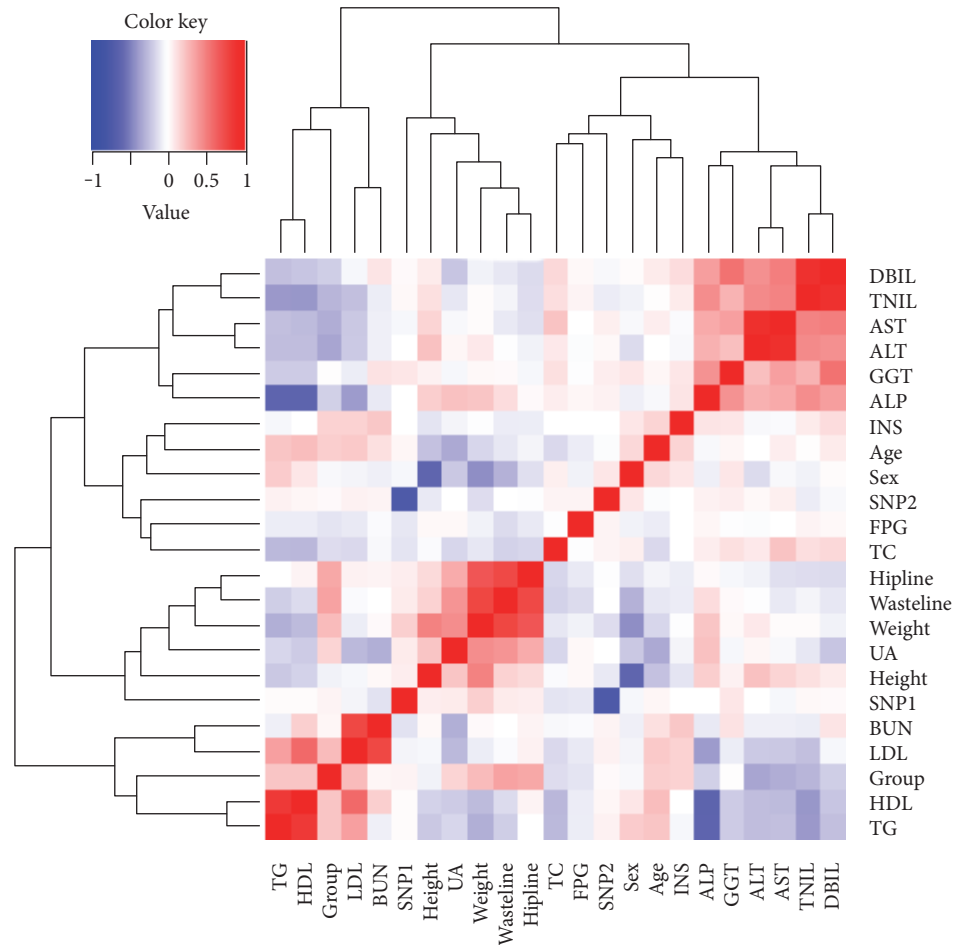 Color key
−1 0 0.5 1
Value
DBIL
TNIL
AST
ALT
GGT
ALP
INS
Age
Sex
SNP2
FPG
TC
Hipline
Wasteline
Weight
UA
Height
SNP1
BUN
LDL
Group
HDL
TG
TG
HDL
Group
LDL
BUN
SNP1
Height
UA
Weight
Wasteline
Hipline
TC
FPG
SNP2
Sex
Age
INS
ALP
GGT
ALT
AST
TNIL
DBIL